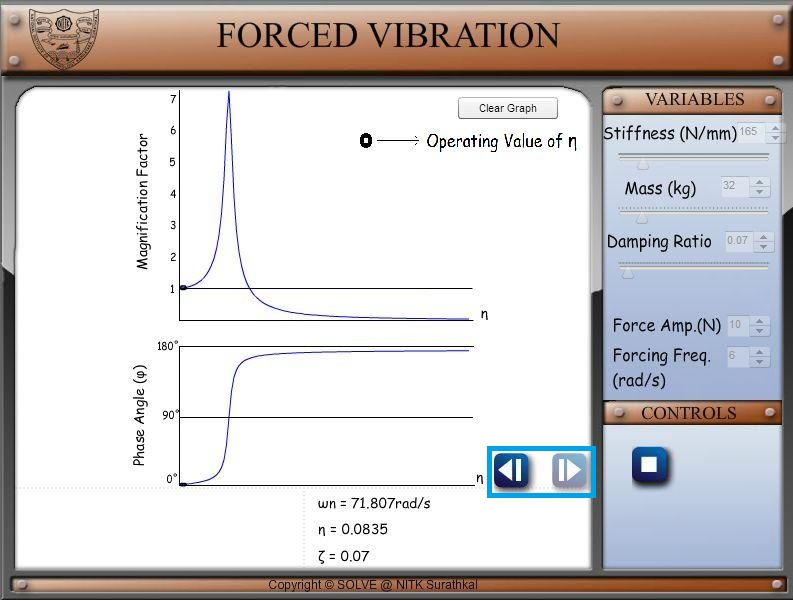 FORCED VIBRATION
Clear Graph
Operating Value of η
Magnification Factor
7
6
5
4
3
2
1
η
Phase Angle (φ)
180°
90°
0°
η
ωn = 71.807rad/s
η = 0.0835
ζ = 0.07
VARIABLES
Stiffness (N/mm) 165
Mass (kg) 32
Damping Ratio 0.07
Force Amp.(N) 10
Forcing Freq. 6
(rad/s)
CONTROLS
Copyright © SOLVE @ NITK Surathkal